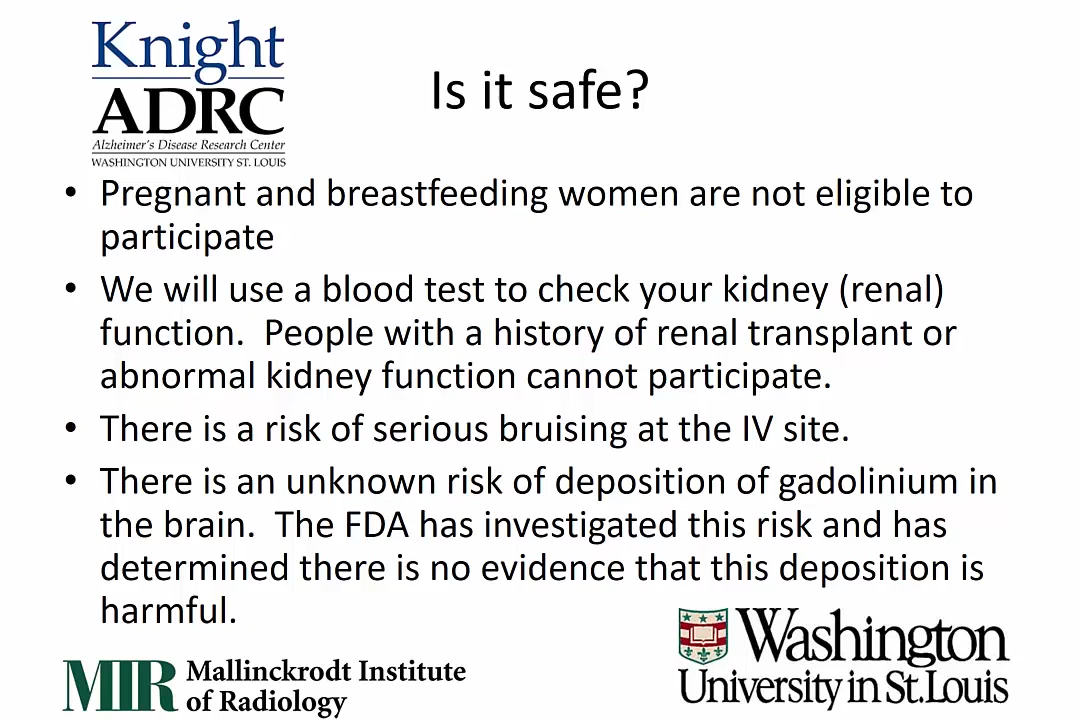 Knight
ADRC
Alzheimer's Disease Research Center
WASHINGTON UNIVERSITY ST. LOUIS
Is it safe?
• Pregnant and breastfeeding women are not eligible to
participate
• We will use a blood test to check your kidney (renal)
function.  People with a history of renal transplant or
abnormal kidney function cannot participate.
• There is a risk of serious bruising at the IV site.
• There is an unknown risk of deposition of gadolinium in
the brain.  The FDA has investigated this risk and has
determined there is no evidence that this deposition is
harmful.
MIR Mallinckrodt Institute
of Radiology
Washington
University in St. Louis